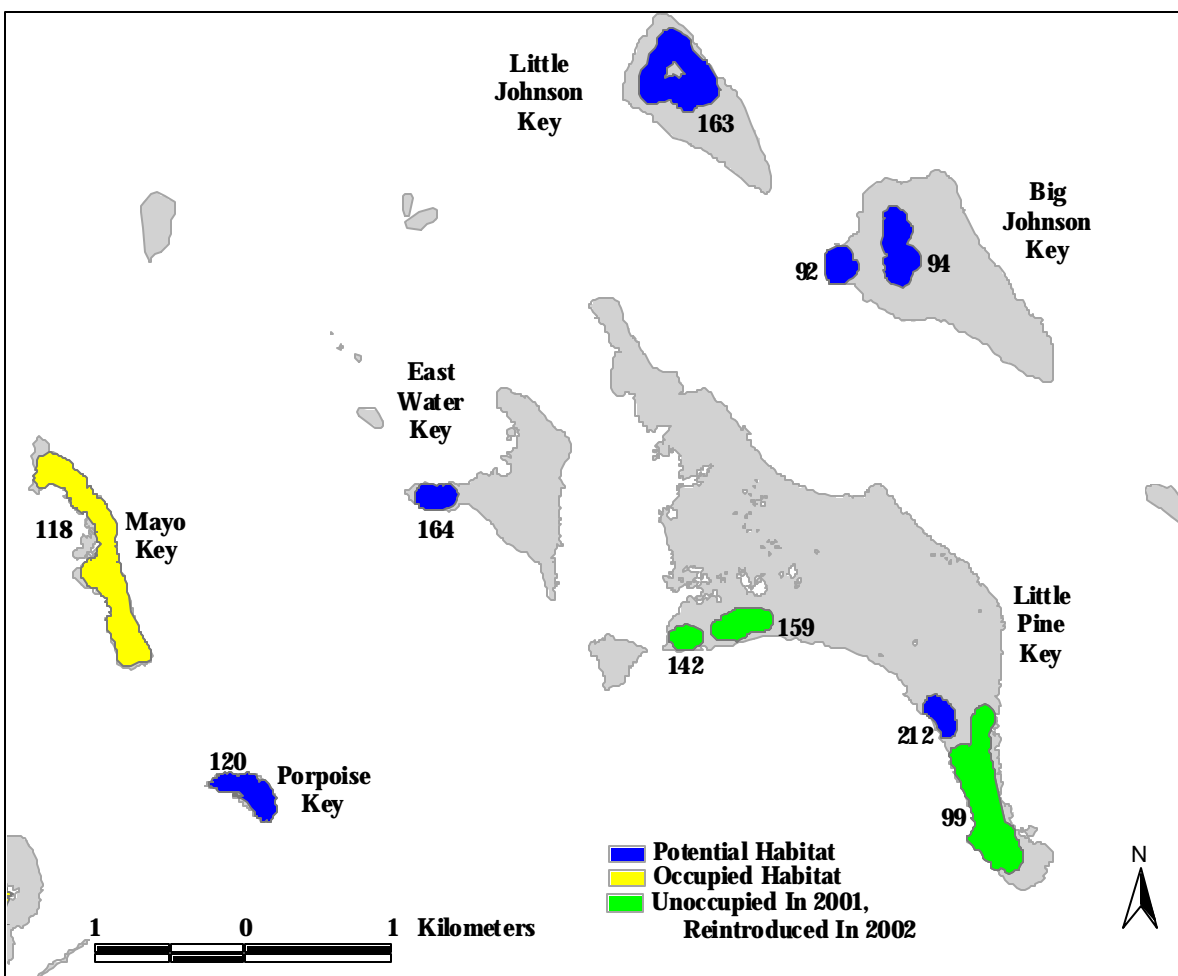 Little
Johnson
Key
163
Big
Johnson
Key
92
94
East
Water
Key
164
118
Mayo
Key
Little
Pine
Key
159
142
212
120
Porpoise
Key
99
Potential Habitat
Occupied Habitat
Unoccupied In 2001,
Reintroduced In 2002
N
1 0 1 Kilometers